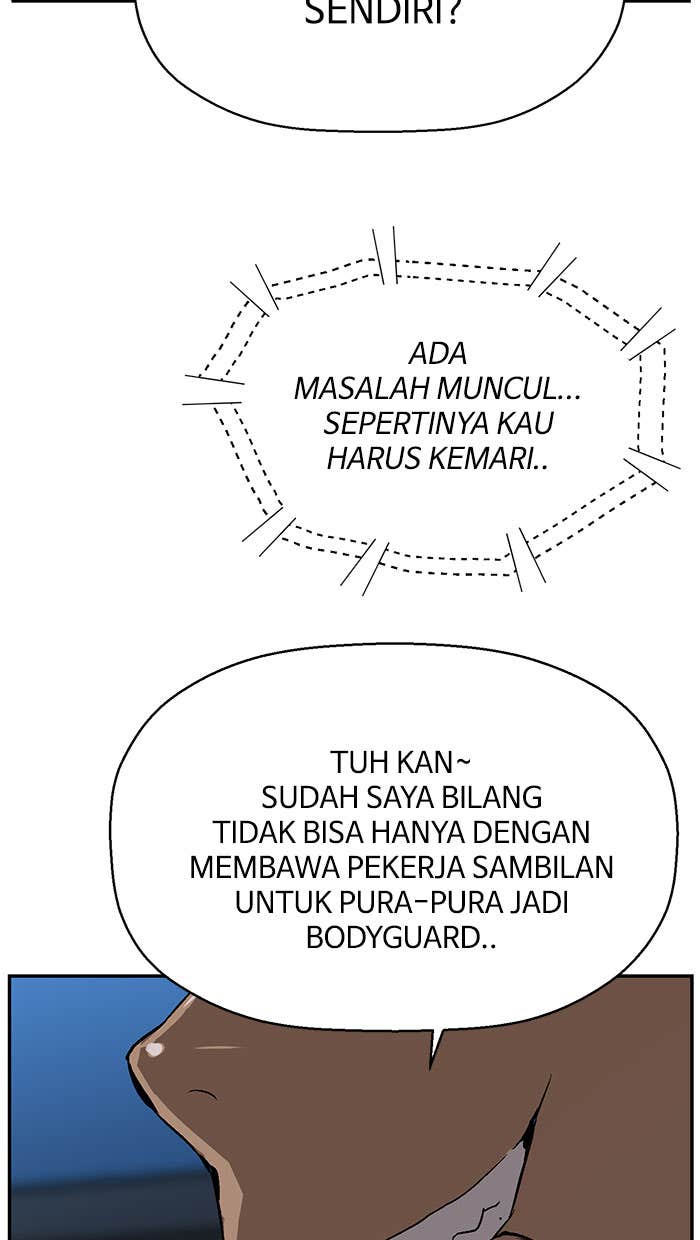 SENDIRI?
ADA
MASALAH MUNCUL...
SEPERTINYA KAU
HARUS KEMARI..
TUH KAN~
SUDAH SAYA BILANG
TIDAK BISA HANYA DENGAN
MEMBAWA PEKERJA SAMBILAN
UNTUK PURA-PURA JADI
BODYGUARD..